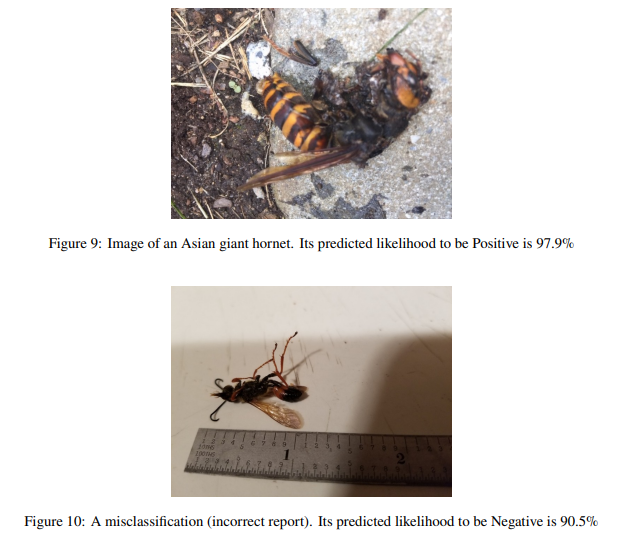 Figure 9: Image of an Asian giant hornet. Its predicted likelihood to be Positive is 97.9%
1 2
Figure 10: A misclassification (incorrect report). Its predicted likelihood to be Negative is 90.5%